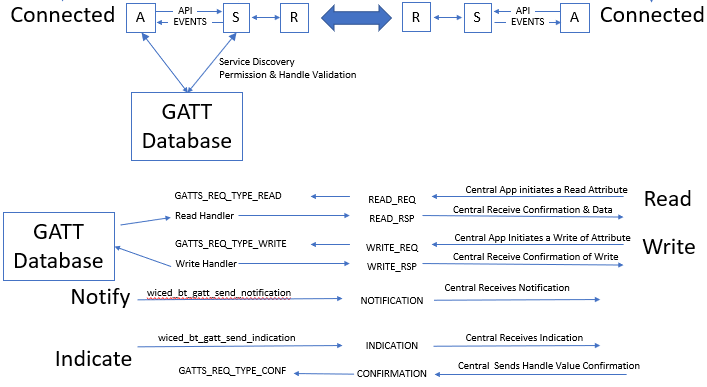 Connected
A
API
EVENTS
S
R
R
S
API
EVENTS
A
Connected
Service Discovery
Permission & Handle Validation
GATT
Database
GATTS_REQ_TYPE_READ
READ_REQ
Central App initiates a Read Attribute
Read
Read Handler
READ_RSP
Central Receive Confirmation & Data
GATT
Database
GATTS_REQ_TYPE_WRITE
WRITE_REQ
Central App Initiates a Write of Attribute
Write
Write Handler
WRITE_RSP
Central Receive Confirmation of Write
Notify
wiced_bt_gatt_send_notification
NOTIFICATION
Central Receives Notification
Indicate
wiced_bt_gatt_send_indication
INDICATION
Central Receives Indication
GATTS_REQ_TYPE_CONF
CONFIRMATION
Central Sends Handle Value Confirmation